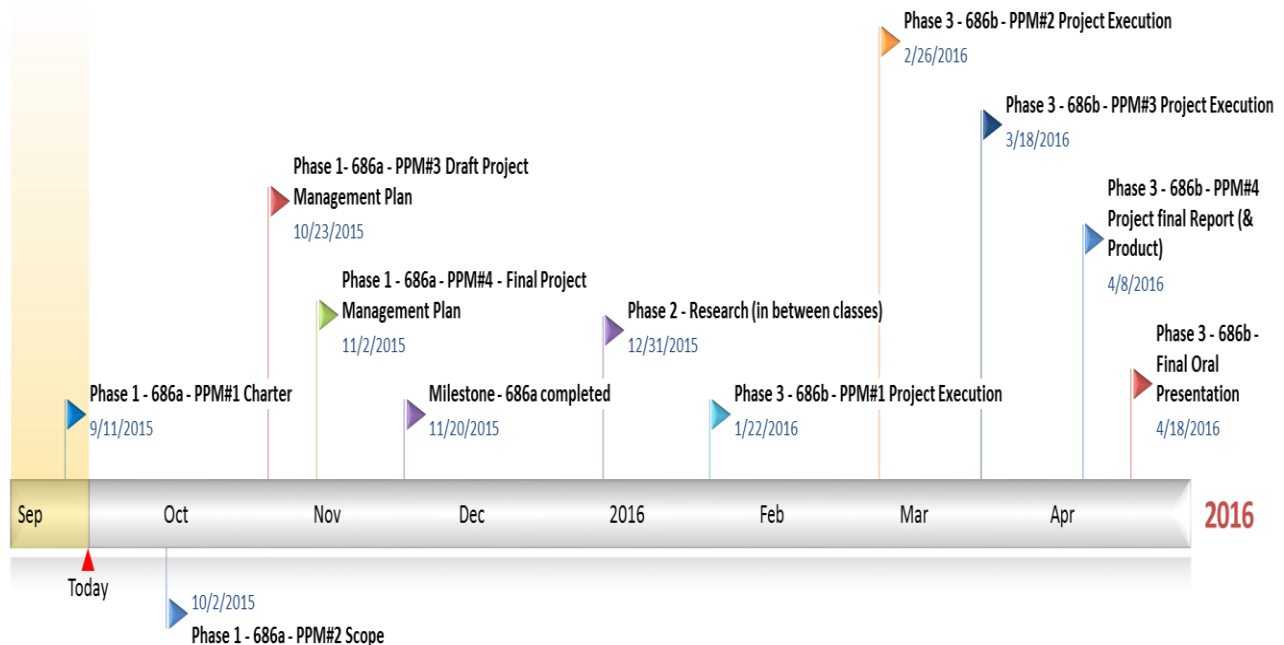 Phase 3 - 686b - PPM#2 Project Execution
2/26/2016
Phase 3 - 686b - PPM#3 Project Execution
3/18/2016
Phase 1- 686a - PPM#3 Draft Project
Management Plan
10/23/2015
Phase 3 - 686b - PPM#4
Project final Report (&
Product)
4/8/2016
Phase 1 - 686a - PPM#4 - Final Project
Management Plan
11/2/2015
Phase 2 - Research (in between classes)
12/31/2015
Phase 3 - 686b -
Final Oral
Presentation
4/18/2016
Phase 1 - 686a - PPM#1 Charter
9/11/2015
Milestone - 686a completed
11/20/2015
Phase 3 - 686b - PPM#1 Project Execution
1/22/2016
Sep Oct Nov Dec 2016 Feb Mar Apr 2016
Today
10/2/2015
Phase 1 - 686a - PPM#2 Scope